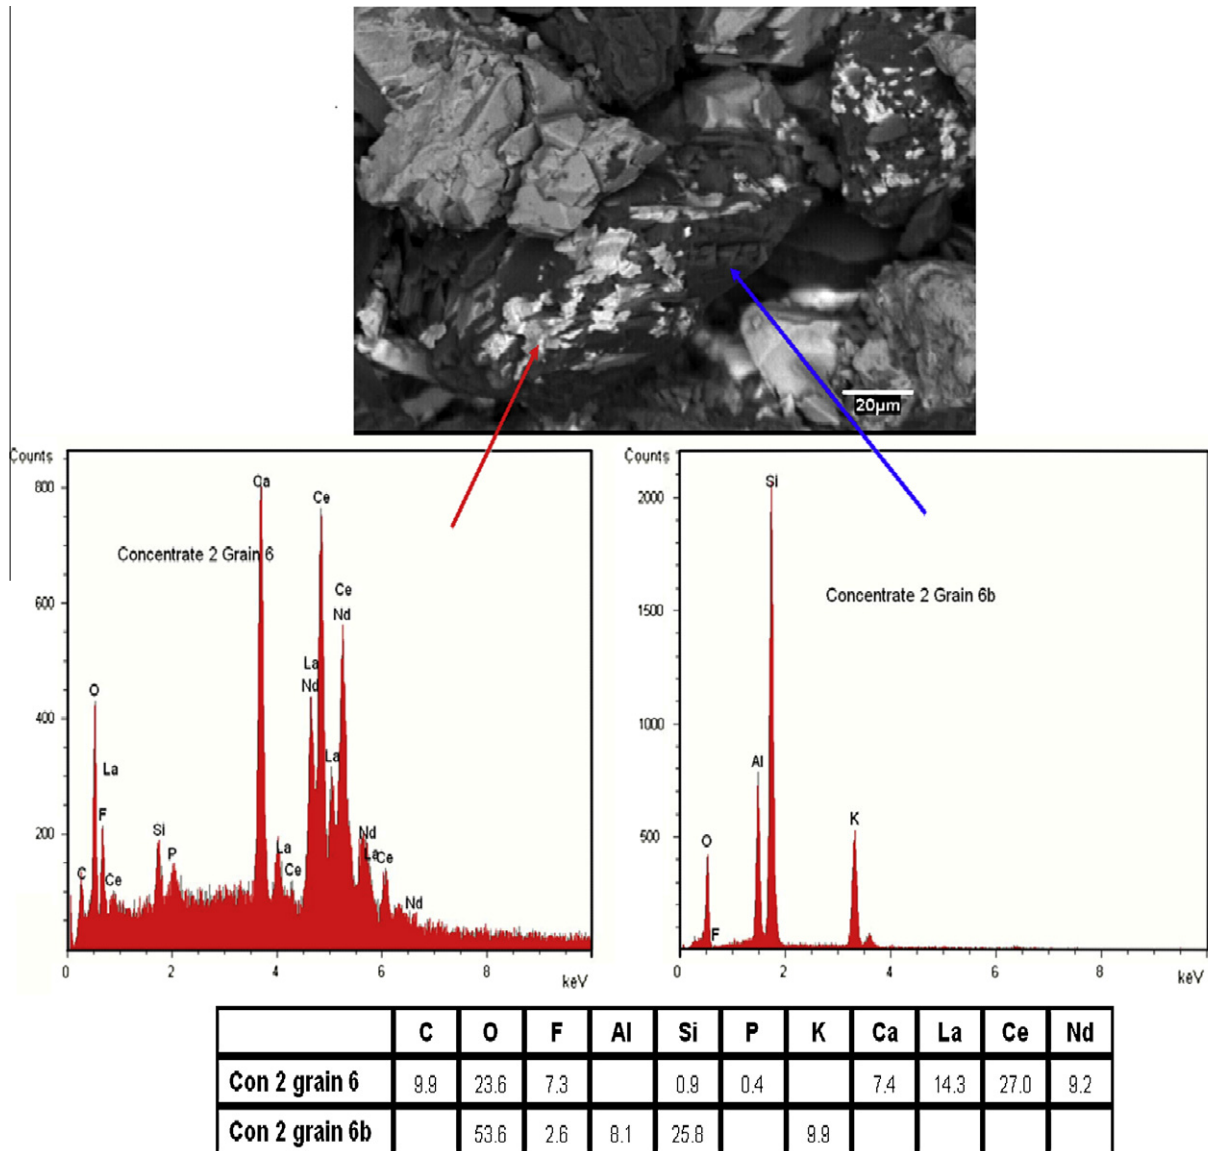 20µm
Counts
800
600
400
200
0
Ca
Ce
Concentrate 2 Grain 6
Ce
Nd
La
Nd
O
La
La
F
Si
P
Nd
La
Ce
La
C
Ce
Ce
Nd
0 2 4 6 8
keV
Counts
2000
1500
1000
500
0
Si
Concentrate 2 Grain 6b
Al
K
O
F
0 2 4 6 8
keV
C O F Al Si P K Ca La Ce Nd
Con 2 grain 6 9.9 23.6 7.3 0.9 0.4 7.4 14.3 27.0 9.2
Con 2 grain 6b 53.6 2.6 8.1 25.8 9.9